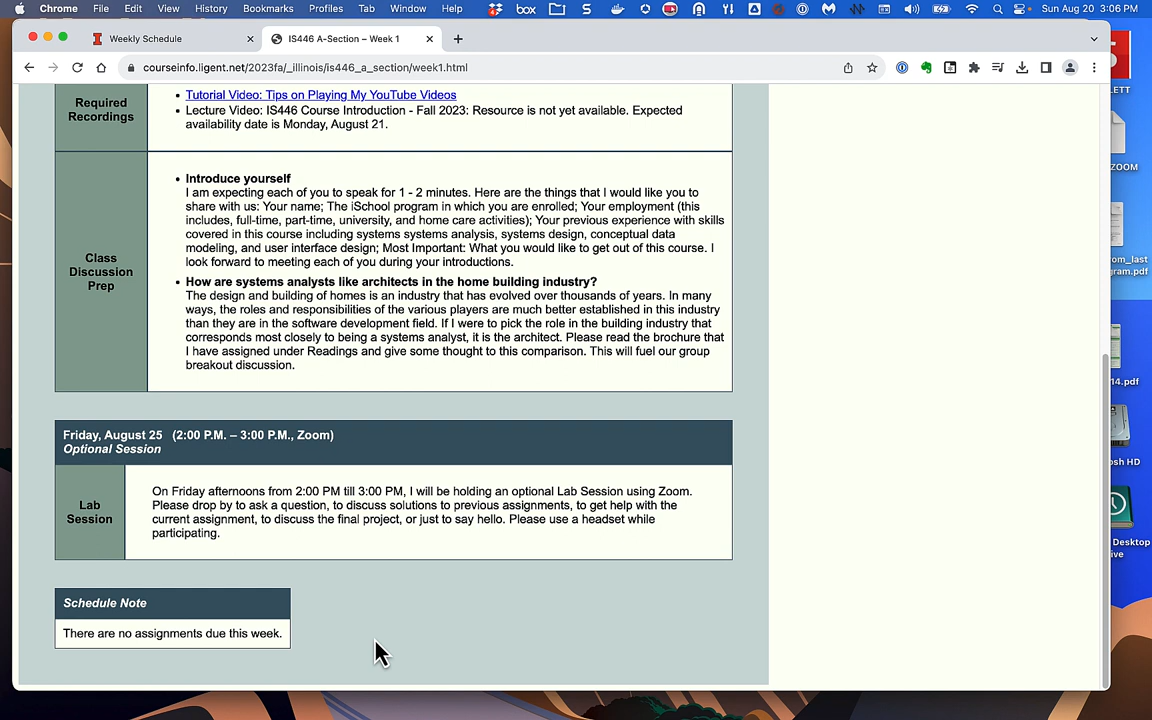 Chrome File Edit View History Bookmarks Profiles Tab Window Help box Sun Aug 20 3:06 PM
Weekly Schedule
IS446 A-Section – Week 1
courseinfo.ligent.net/2023fa/_illinois/is446_a_section/week1.html
Required
Recordings
• Tutorial Video: Tips on Playing My YouTube Videos
• Lecture Video: IS446 Course Introduction - Fall 2023: Resource is not yet available. Expected
availability date is Monday, August 21.
Class
Discussion
Prep
• Introduce yourself
I am expecting each of you to speak for 1 - 2 minutes. Here are the things that I would like you to
share with us: Your name; The iSchool program in which you are enrolled; Your employment (this
includes, full-time, part-time, university, and home care activities); Your previous experience with skills
covered in this course including systems systems analysis, systems design, conceptual data
modeling, and user interface design; Most Important: What you would like to get out of this course. I
look forward to meeting each of you during your introductions.
• How are systems analysts like architects in the home building industry?
The design and building of homes is an industry that has evolved over thousands of years. In many
ways, the roles and responsibilities of the various players are much better established in this industry
than they are in the software development field. If I were to pick the role in the building industry that
corresponds most closely to being a systems analyst, it is the architect. Please read the brochure that
I have assigned under Readings and give some thought to this comparison. This will fuel our group
breakout discussion.
Friday, August 25 (2:00 P.M. – 3:00 P.M., Zoom)
Optional Session
Lab
Session
On Friday afternoons from 2:00 PM till 3:00 PM, I will be holding an optional Lab Session using Zoom.
Please drop by to ask a question, to discuss solutions to previous assignments, to get help with the
current assignment, to discuss the final project, or just to say hello. Please use a headset while
participating.
Schedule Note
There are no assignments due this week.
LETT
ZOOM
rom_last
gram.pdf
14.pdf
osh HD
Desktop
ive